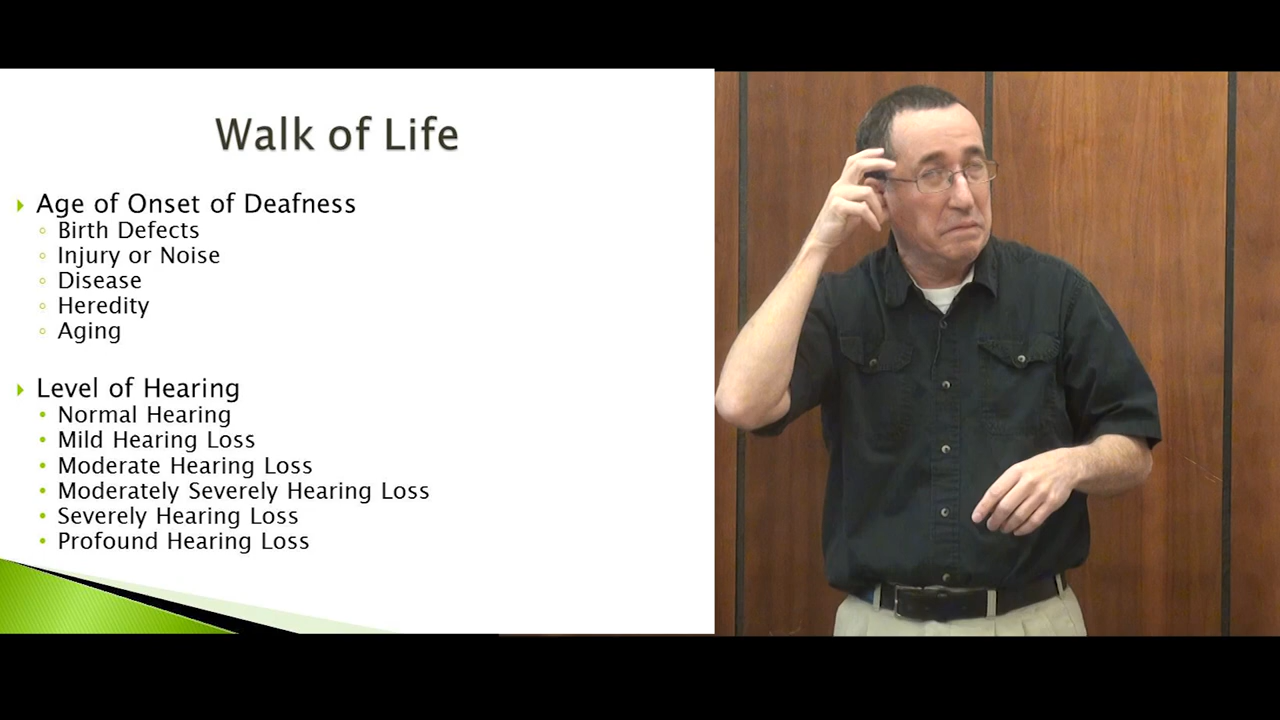 Walk of Life
Age of Onset of Deafness
Birth Defects
Injury or Noise
Disease
Heredity
Aging
Level of Hearing
Normal Hearing
Mild Hearing Loss
Moderate Hearing Loss
Moderately Severely Hearing Loss
Severely Hearing Loss
Profound Hearing Loss